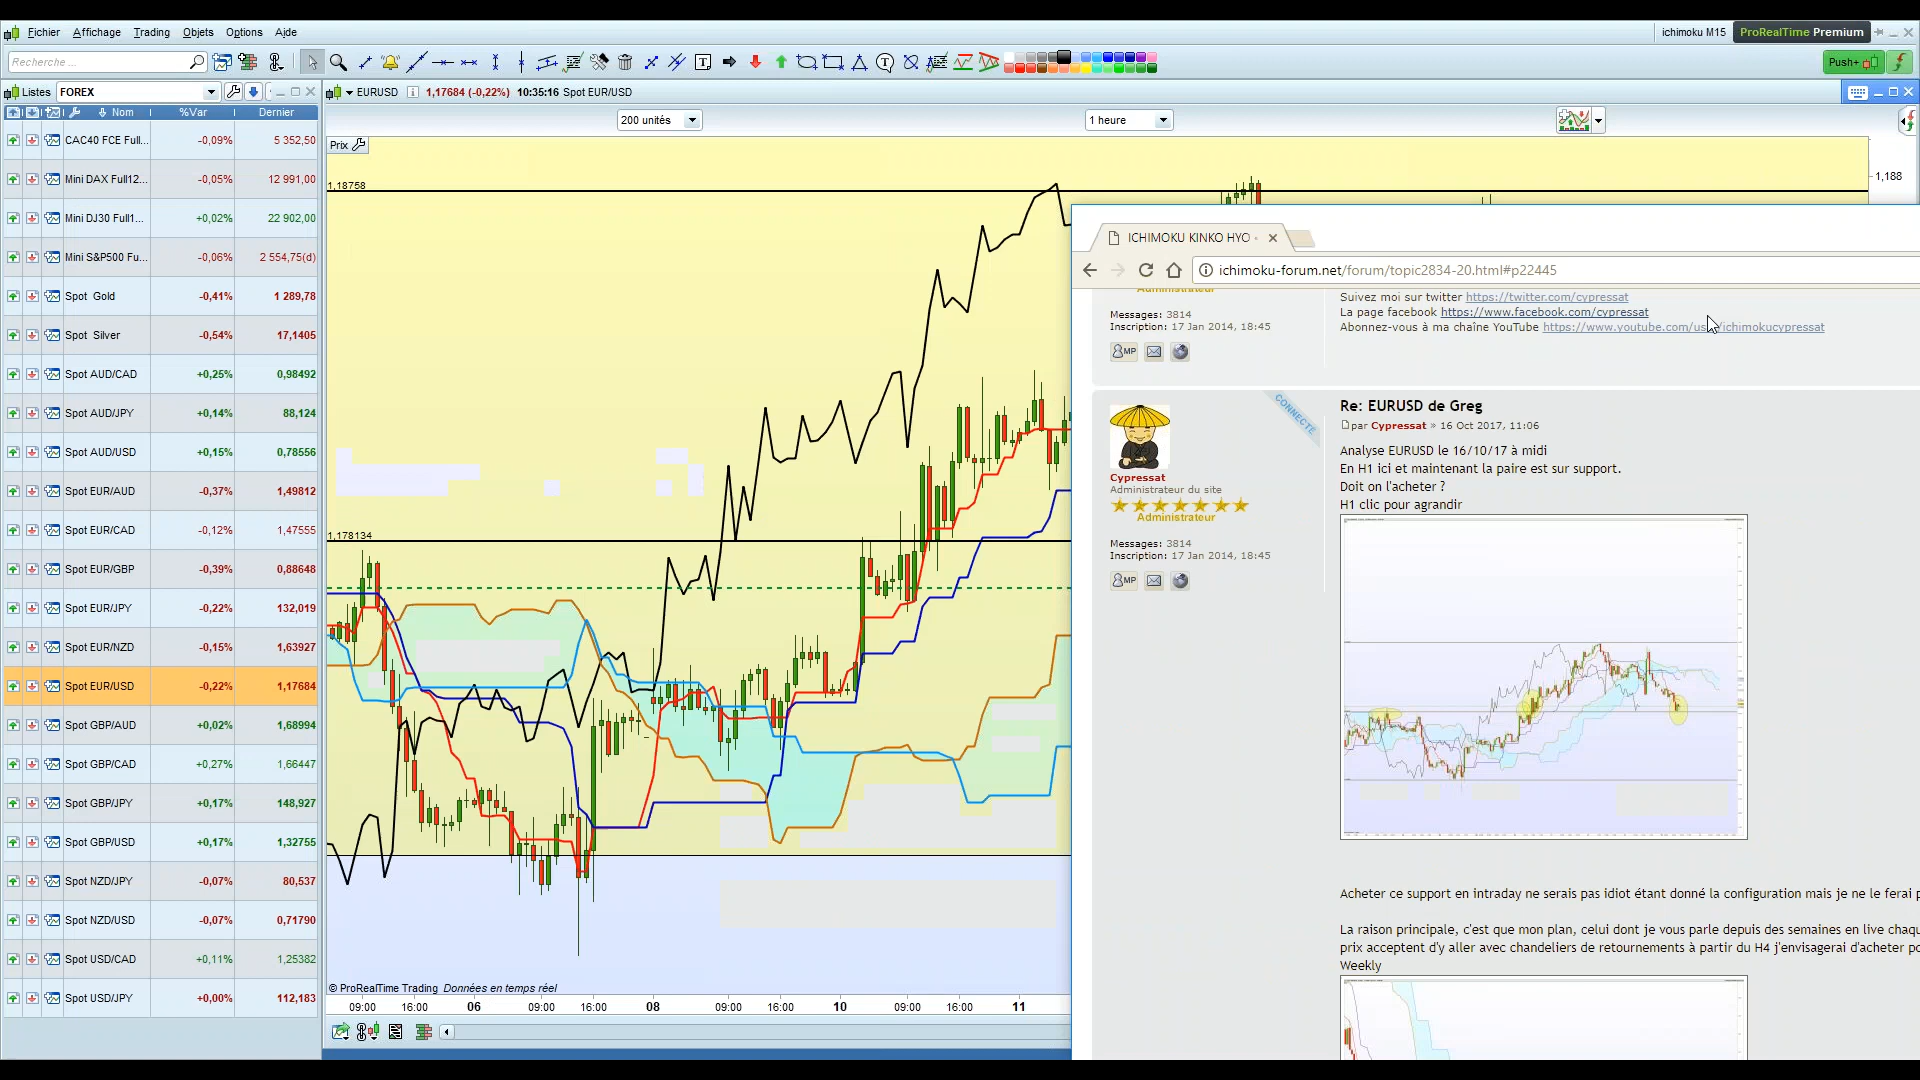 Fichier Affichage Trading Objets Options Aide
ichimoku M15 ProRealTime Premium
Recherche ...
Push+
Listes FOREX
EURUSD 1,17684 (-0,22%) 10:35:16 Spot EUR/USD
Nom %Var Dernier
200 unités
1 heure
Prix
CAC40 FCE Full... -0,09% 5 352,50
Mini DAX Full12... -0,05% 12 991,00
Mini DJ30 Full1... +0,02% 22 902,00
Mini S&P500 Fu... -0,06% 2 554,75(d)
Spot Gold -0,41% 1 289,78
Spot Silver -0,54% 17,1405
Spot AUD/CAD +0,25% 0,98492
Spot AUD/JPY +0,14% 88,124
Spot AUD/USD +0,15% 0,78556
Spot EUR/AUD -0,37% 1,49812
Spot EUR/CAD -0,12% 1,47555
Spot EUR/GBP -0,39% 0,88648
Spot EUR/JPY -0,22% 132,019
Spot EUR/NZD -0,15% 1,63927
Spot EUR/USD -0,22% 1,17684
Spot GBP/AUD +0,02% 1,68994
Spot GBP/CAD +0,27% 1,66447
Spot GBP/JPY +0,17% 148,927
Spot GBP/USD +0,17% 1,32755
Spot NZD/JPY -0,07% 80,537
Spot NZD/USD -0,07% 0,71790
Spot USD/CAD +0,11% 1,25382
Spot USD/JPY +0,00% 112,183
1,188
1,18758
1,178134
© ProRealTime Trading Données en temps réel
09:00 16:00 06 09:00 16:00 08 09:00 16:00 10 09:00 16:00 11
ICHIMOKU KINKO HYO
ichimoku-forum.net/forum/topic2834-20.html#p22445
Administrateur
Messages: 3814
Inscription: 17 Jan 2014, 18:45
MP
Suivez moi sur twitter https://twitter.com/cypressat
La page facebook https://www.facebook.com/cypressat
Abonnez-vous à ma chaîne YouTube
CONNECTÉ
Cypressat
Administrateur du site
Administrateur
Messages: 3814
Inscription: 17 Jan 2014, 18:45
MP
Re: EURUSD de Greg
par Cypressat » 16 Oct 2017, 11:06
Analyse EURUSD le 16/10/17 à midi
En H1 ici et maintenant la paire est sur support.
Doit on l'acheter ?
H1 clic pour agrandir
Acheter ce support en intraday ne serais pas idiot étant donné la configuration mais je ne le ferai
La raison principale, c'est que mon plan, celui dont je vous parle depuis des semaines en live
prix acceptent d'y aller avec chandeliers de retournements à partir du H4 j'envisagerai d'acheter
Weekly